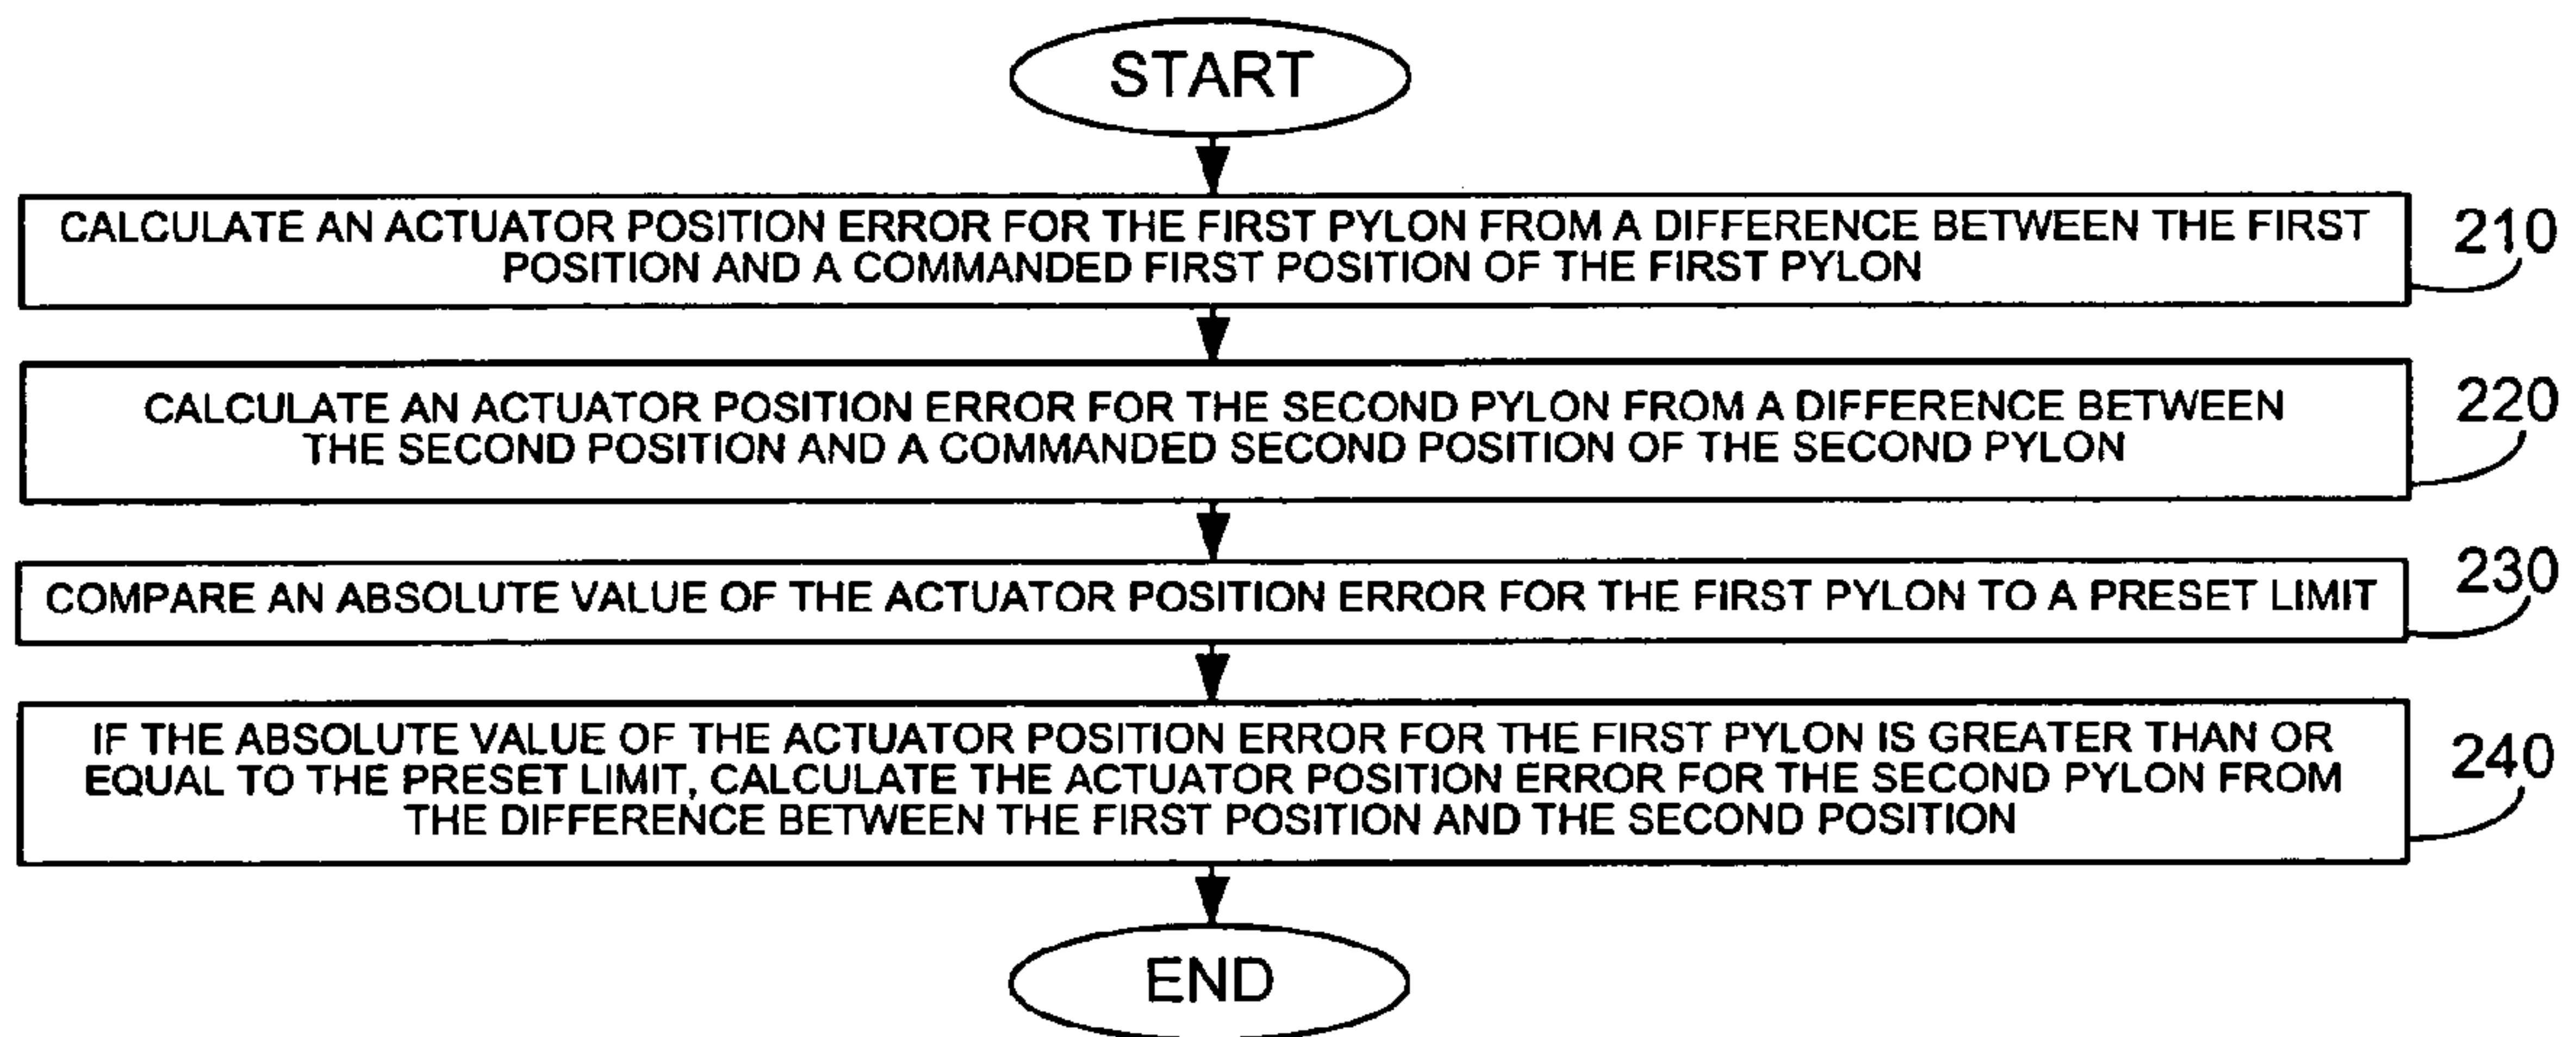 START
CALCULATE AN ACTUATOR POSITION ERROR FOR THE FIRST PYLON FROM A DIFFERENCE BETWEEN THE FIRST
POSITION AND A COMMANDED FIRST POSITION OF THE FIRST PYLON
210
CALCULATE AN ACTUATOR POSITION ERROR FOR THE SECOND PYLON FROM A DIFFERENCE BETWEEN
THE SECOND POSITION AND A COMMANDED SECOND POSITION OF THE SECOND PYLON
220
COMPARE AN ABSOLUTE VALUE OF THE ACTUATOR POSITION ERROR FOR THE FIRST PYLON TO A PRESET LIMIT
230
IF THE ABSOLUTE VALUE OF THE ACTUATOR POSITION ERROR FOR THE FIRST PYLON IS GREATER THAN OR
EQUAL TO THE PRESET LIMIT, CALCULATE THE ACTUATOR POSITION ERROR FOR THE SECOND PYLON FROM
THE DIFFERENCE BETWEEN THE FIRST POSITION AND THE SECOND POSITION
240
END